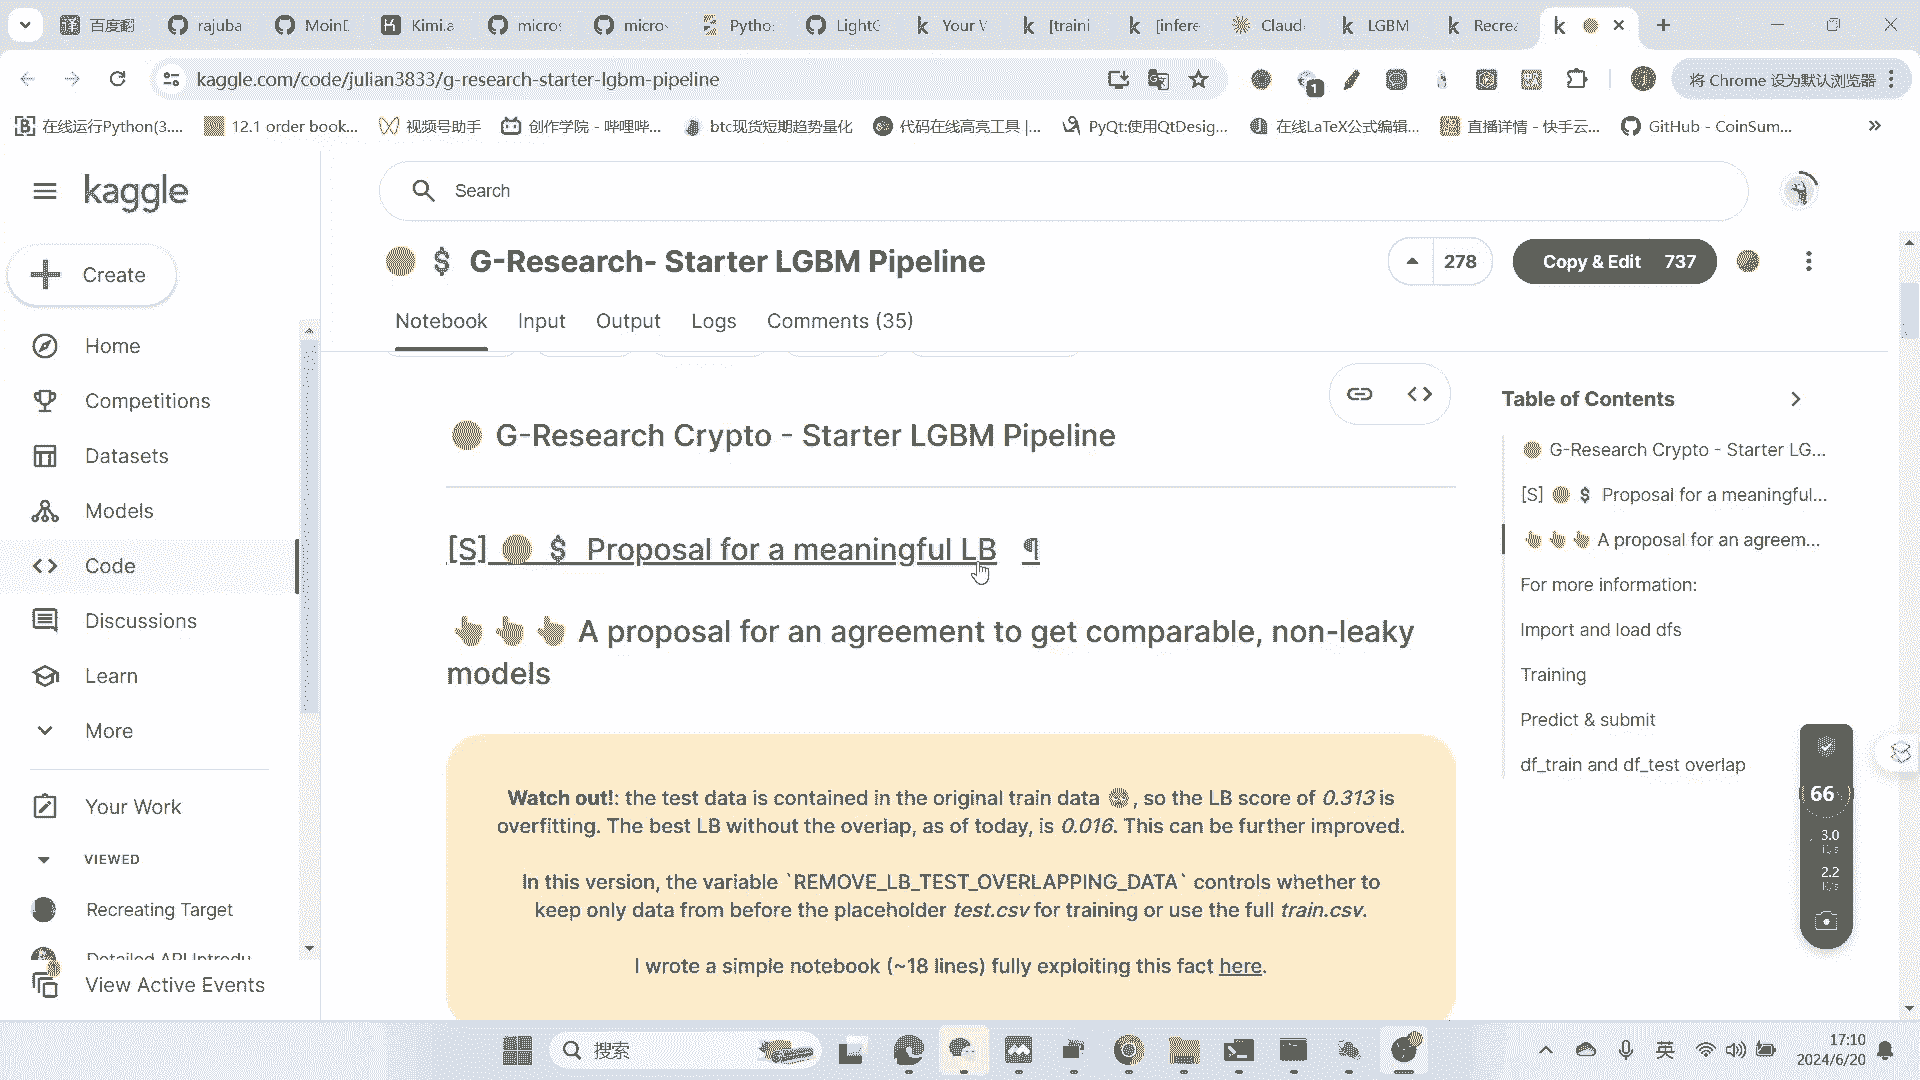 百度翻
rajuba
Moin
Kimi.a
micro
micro
Pytho
Light
Your
[traini
[infere
Claud
LGBM
Recre
kaggle.com/code/julian3833/g-research-starter-lgbm-pipeline
1
将 Chrome 设为默认浏览器
在线运行Python(3....
12.1 order book...
视频号助手
创作学院 - 哔哩哔...
btc现货短期趋势量化
代码在线高亮工具 |...
PyQt:使用QtDesig...
在线LaTeX公式编辑...
直播详情 - 快手云...
GitHub - CoinSum...
kaggle
Search
Create
$ G-Research- Starter LGBM Pipeline
278
Copy & Edit 737
Notebook
Input
Output
Logs
Comments (35)
Home
Competitions
Datasets
Models
Code
Discussions
Learn
More
Your Work
VIEWED
Recreating Target
Detailed API Introdu
View Active Events
G-Research Crypto - Starter LGBM Pipeline
[S] $ Proposal for a meaningful LB ¶
A proposal for an agreement to get comparable, non-leaky
models
Watch out!: the test data is contained in the original train data , so the LB score of 0.313 is
overfitting. The best LB without the overlap, as of today, is 0.016. This can be further improved.
In this version, the variable `REMOVE_LB_TEST_OVERLAPPING_DATA` controls whether to
keep only data from before the placeholder test.csv for training or use the full train.csv.
I wrote a simple notebook (~18 lines) fully exploiting this fact here.
Table of Contents
G-Research Crypto - Starter LG...
[S] $ Proposal for a meaningful...
A proposal for an agreem...
For more information:
Import and load dfs
Training
Predict & submit
df_train and df_test overlap
66
3.0
K/s
2.2
K/s
搜索
英
17:10
2024/6/20